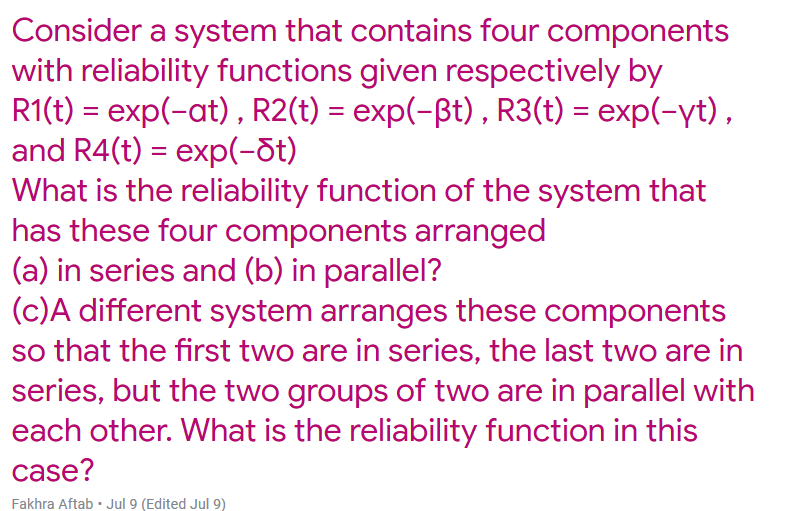 Consider a system that contains four components
with reliability functions given respectively by
R1(t) = exp(−αt) , R2(t) = exp(−βt) , R3(t) = exp(−γt) ,
and R4(t) = exp(−δt)
What is the reliability function of the system that
has these four components arranged
(a) in series and (b) in parallel?
(c)A different system arranges these components
so that the first two are in series, the last two are in
series, but the two groups of two are in parallel with
each other. What is the reliability function in this
case?
Fakhra Aftab • Jul 9 (Edited Jul 9)